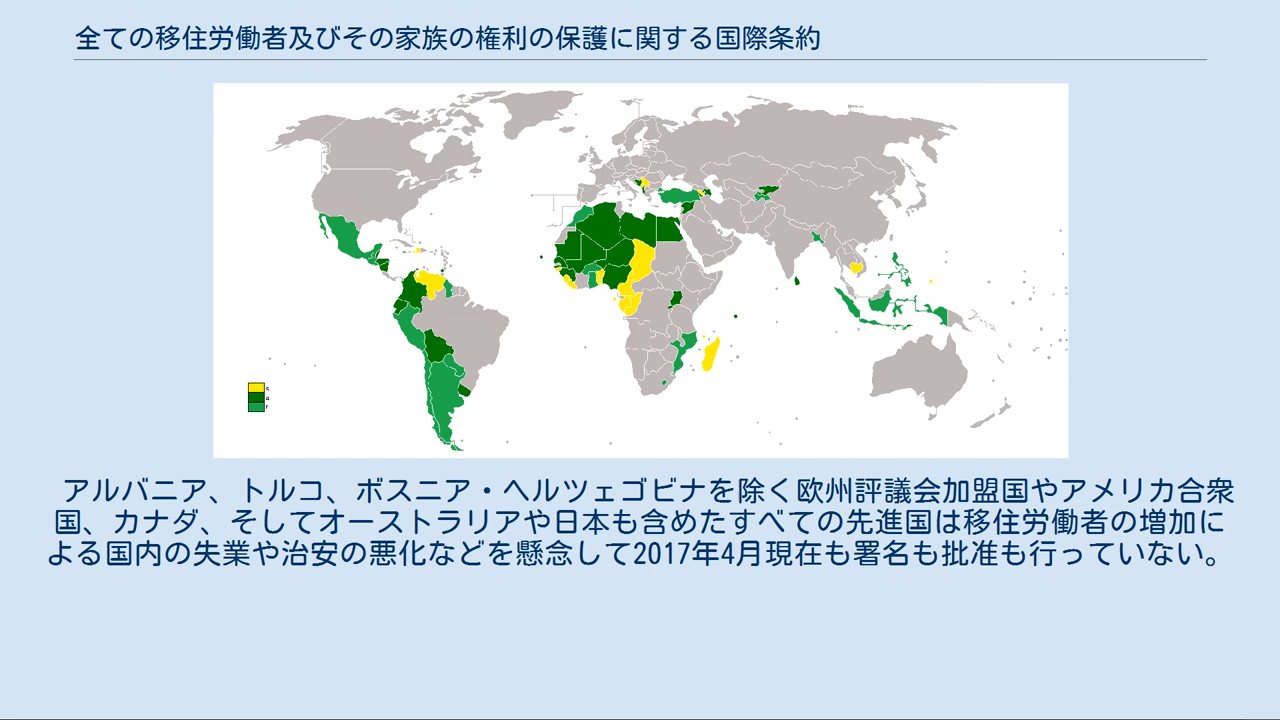 全ての移住労働者及びその家族の権利の保護に関する国際条約
s
a
r
アルバニア、トルコ、ボスニア・ヘルツェゴビナを除く欧州評議会加盟国やアメリカ合衆
国、カナダ、そしてオーストラリアや日本も含めたすべての先進国は移住労働者の増加に
よる国内の失業や治安の悪化などを懸念して2017年4月現在も署名も批准も行っていない。